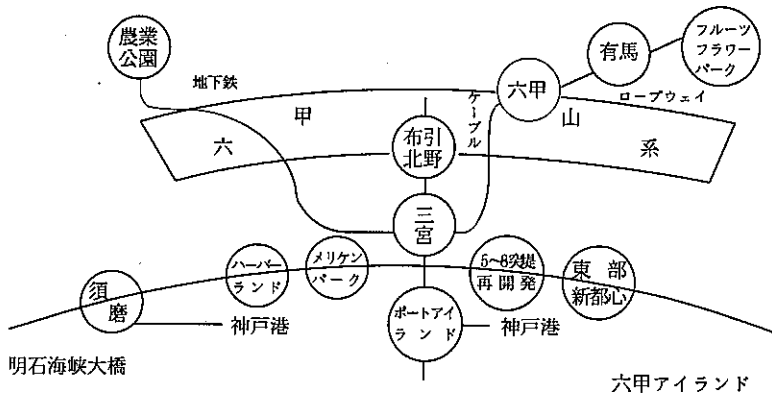 農業
公園
地下鉄
六甲
有馬
フルーツ
フラワー
パーク
ロープウェイ
ケーブル
六甲山系
布引
北野
三宮
ハーバー
ランド
メリケン
パーク
5〜8突堤
再開発
東部
新都心
須磨
神戸港
ポートアイ
ランド
神戸港
明石海峡大橋
六甲アイランド